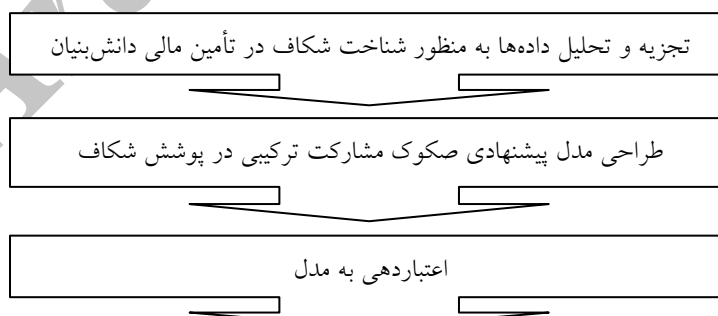 تجزیه و تحلیل داده‌ها به منظور شناخت شکاف در تأمین مالی دانش‌بنیان
طراحی مدل پیشنهادی صکوک مشارکت ترکیبی در پوشش شکاف
اعتباردهی به مدل